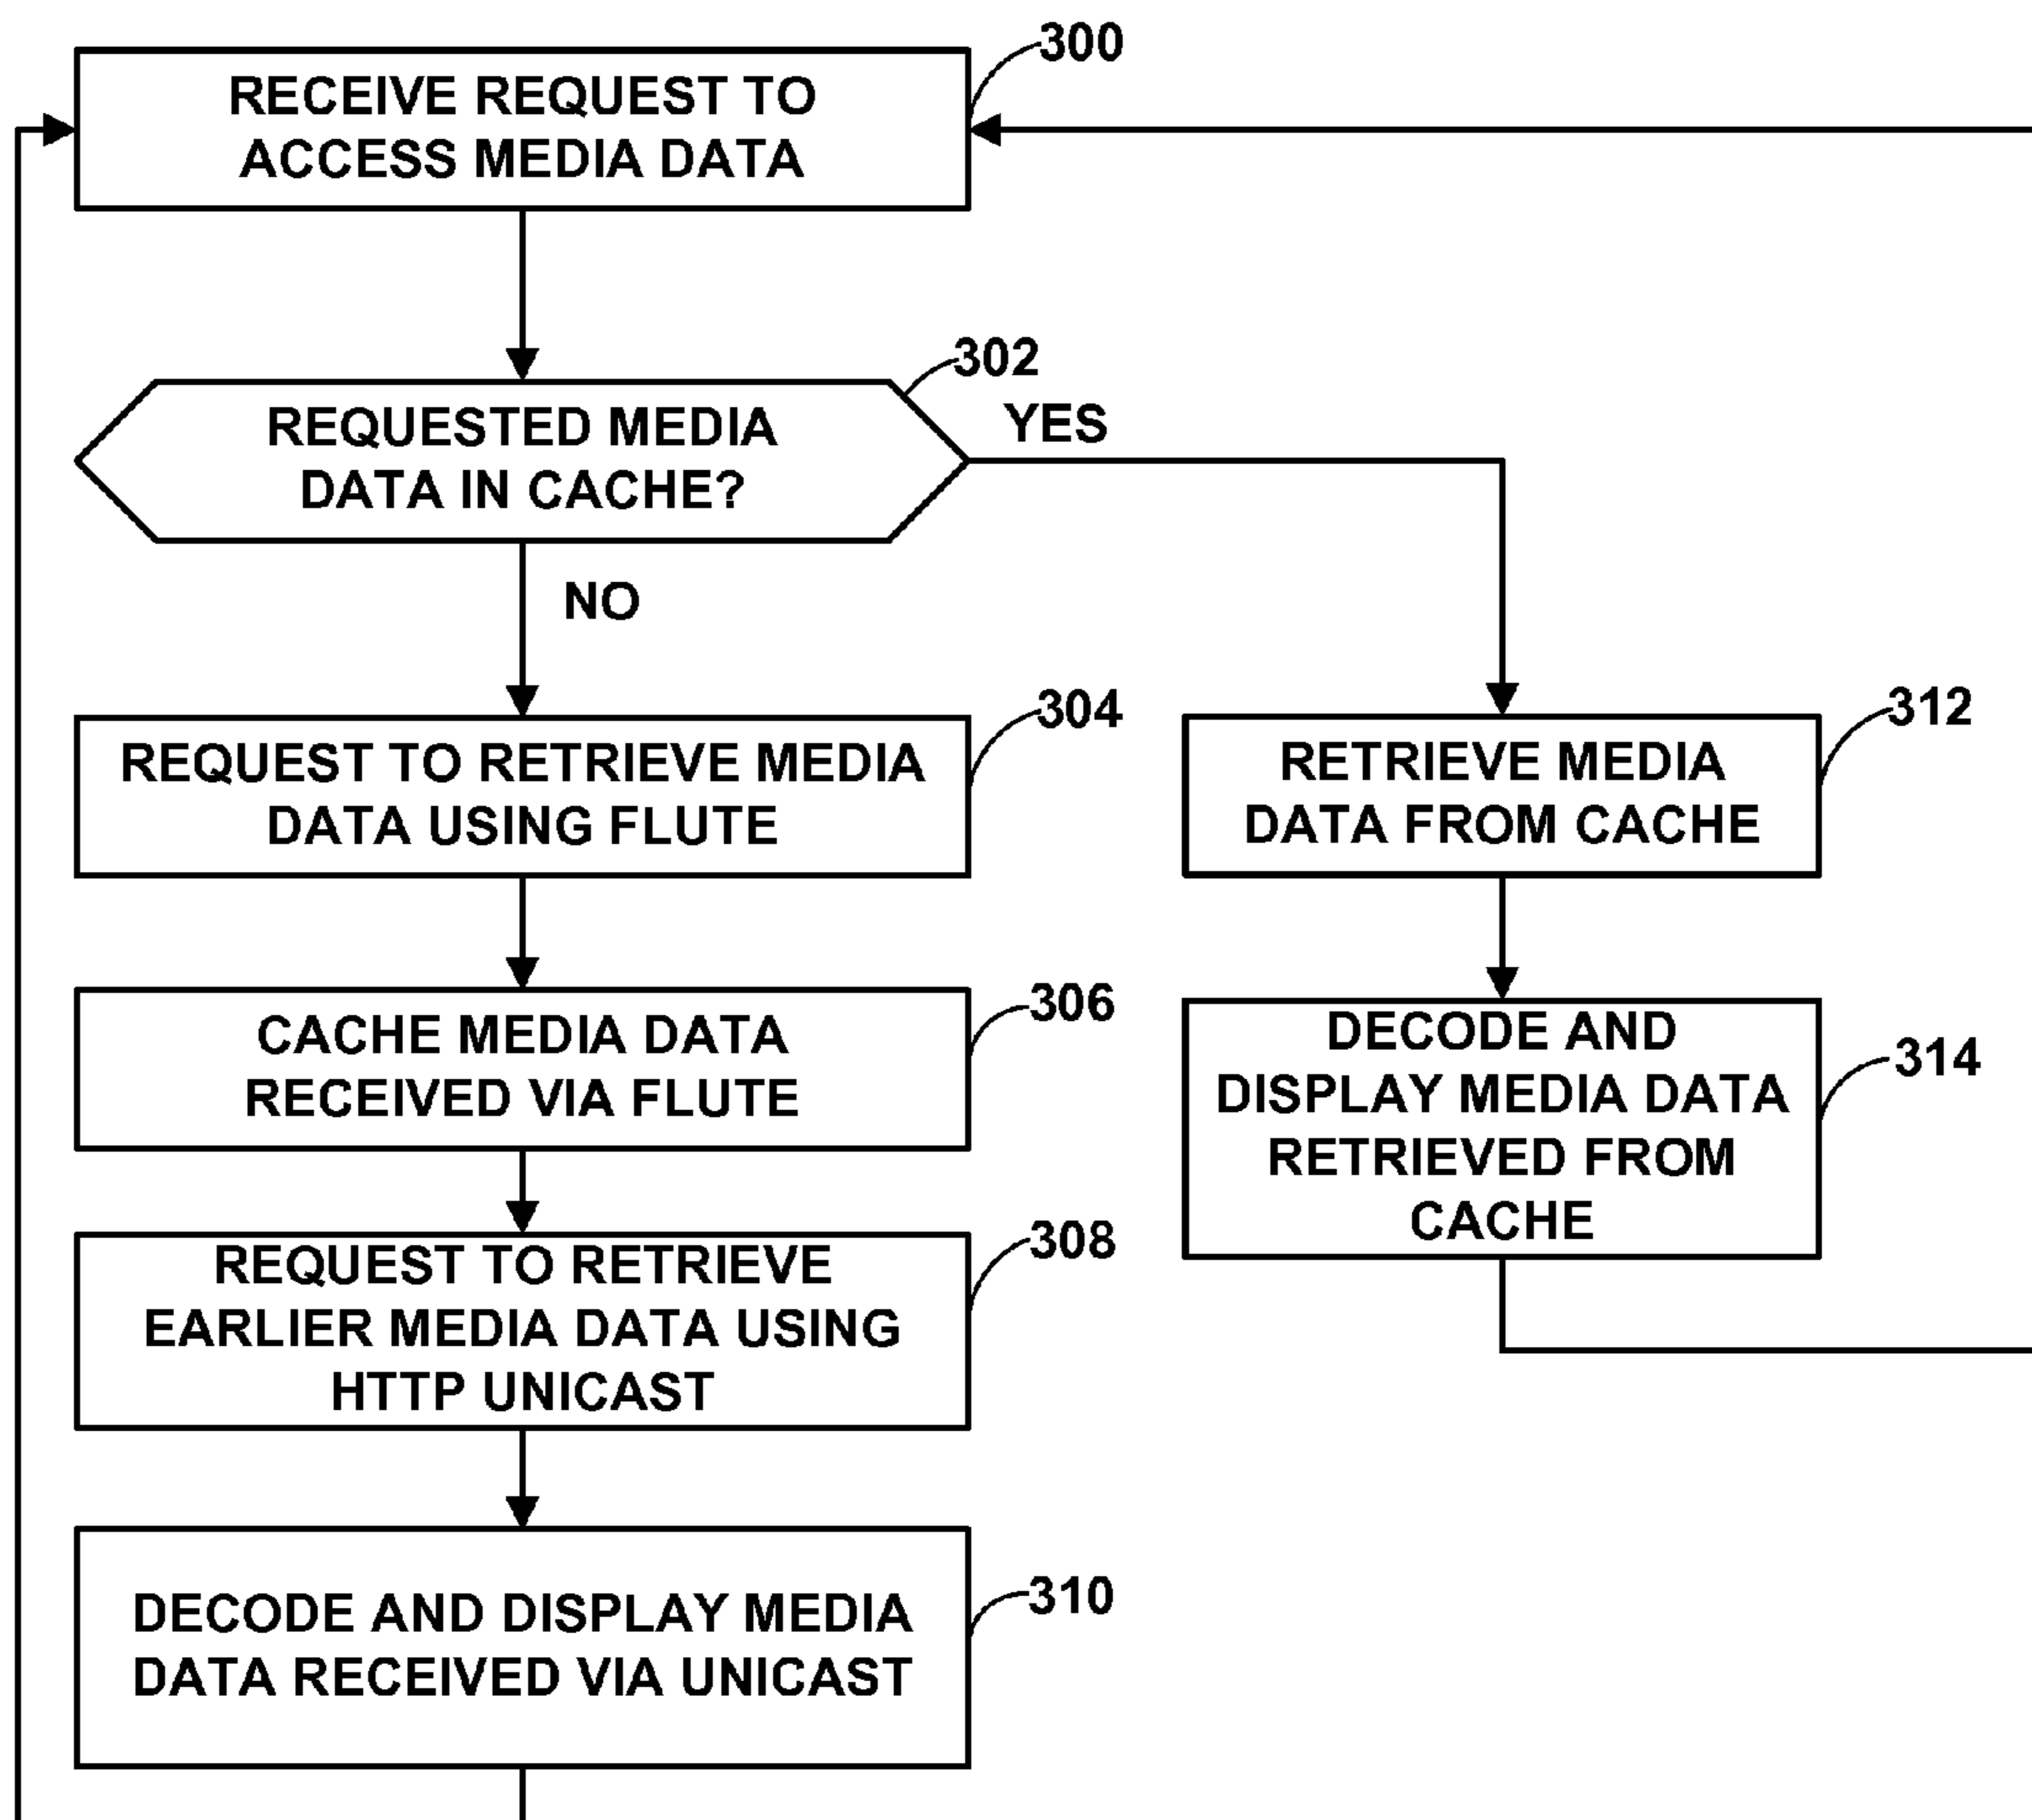 300
RECEIVE REQUEST TO
ACCESS MEDIA DATA
302
REQUESTED MEDIA
DATA IN CACHE?
YES
NO
304
REQUEST TO RETRIEVE MEDIA
DATA USING FLUTE
306
CACHE MEDIA DATA
RECEIVED VIA FLUTE
308
REQUEST TO RETRIEVE
EARLIER MEDIA DATA USING
HTTP UNICAST
310
DECODE AND DISPLAY MEDIA
DATA RECEIVED VIA UNICAST
312
RETRIEVE MEDIA
DATA FROM CACHE
314
DECODE AND
DISPLAY MEDIA DATA
RETRIEVED FROM
CACHE